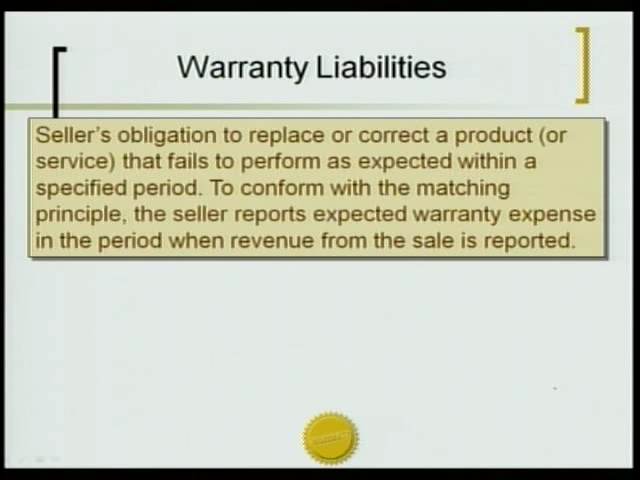 Warranty Liabilities
Seller's obligation to replace or correct a product (or
service) that fails to perform as expected within a
specified period. To conform with the matching
principle, the seller reports expected warranty expense
in the period when revenue from the sale is reported.